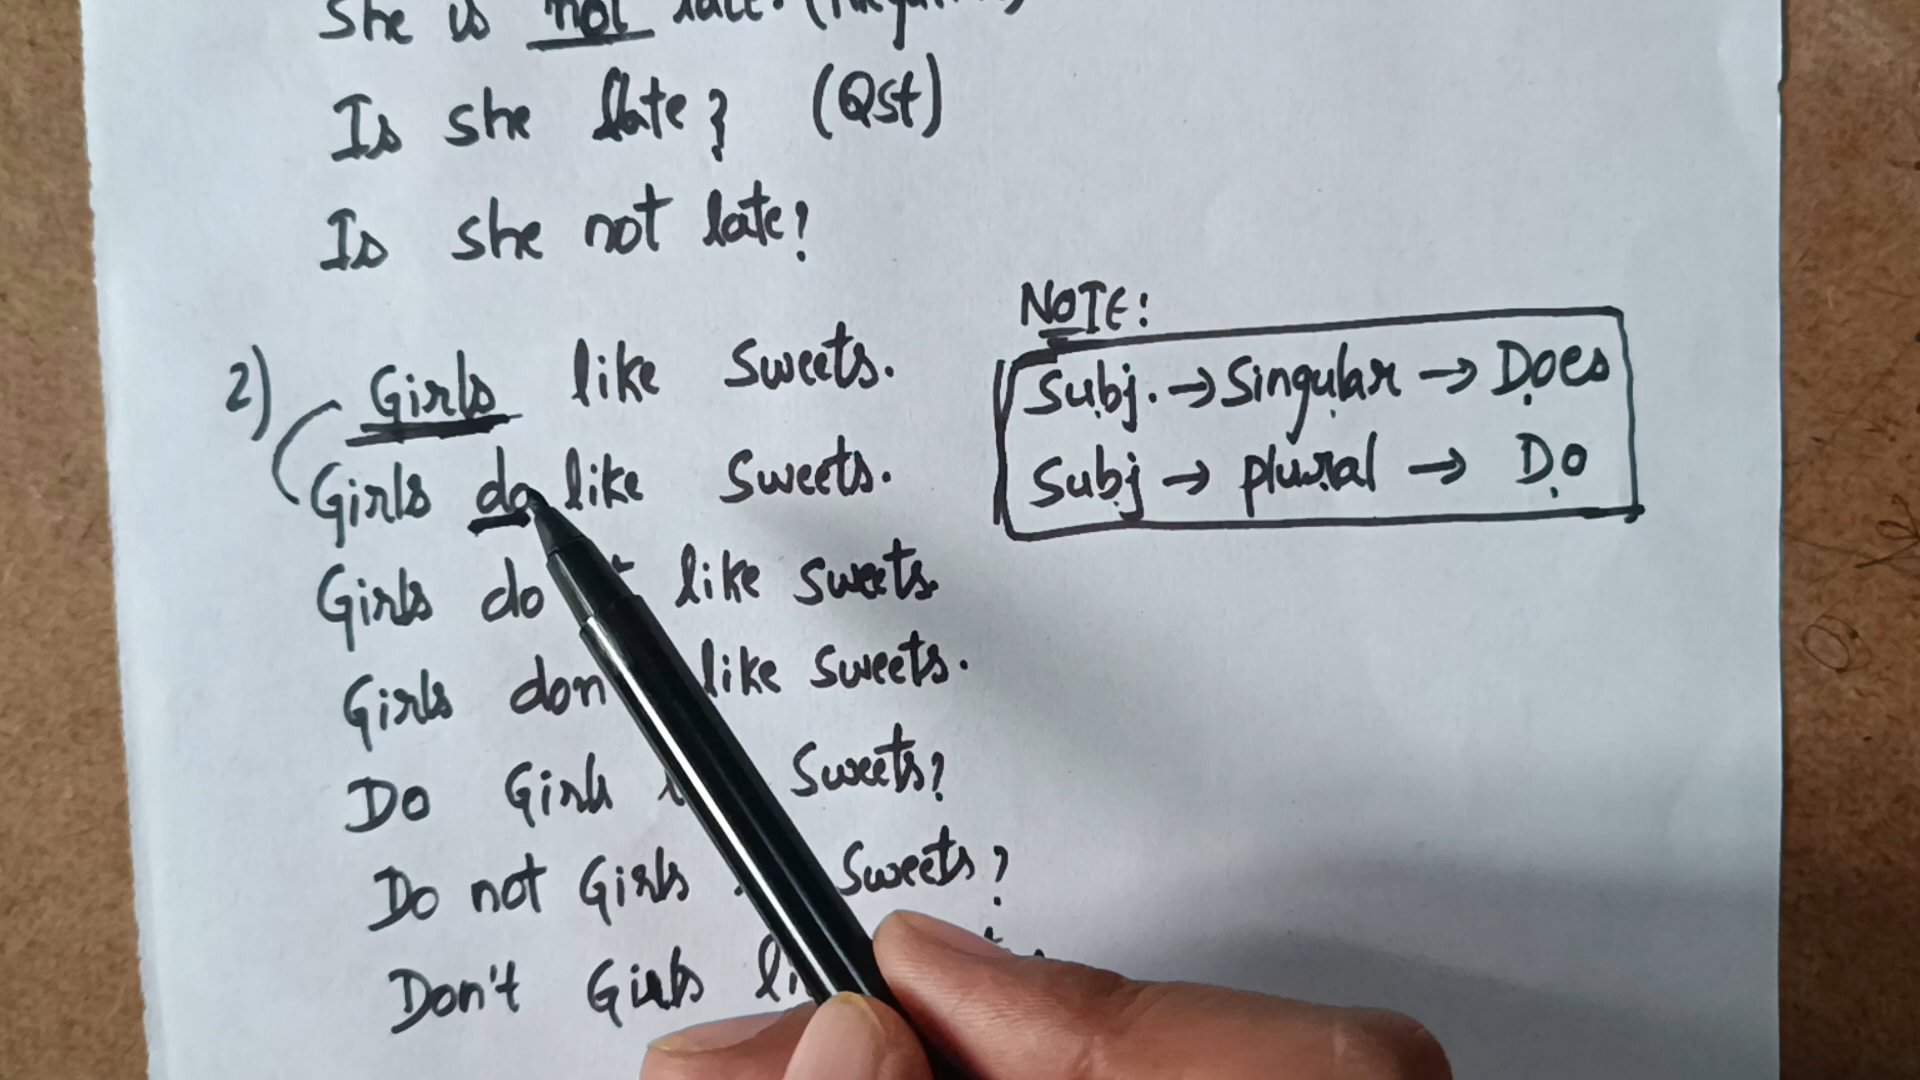 She is not late.
Is she late? (Qst)
Is she not late?
2) Girls like sweets.
Girls do like sweets.
Girls do like sweets.
Girls don like sweets.
Do Girls sweets?
Do not Girls sweets?
Don't Girls
NOTE:
Subj. → Singular → Does
Subj → plural → Do